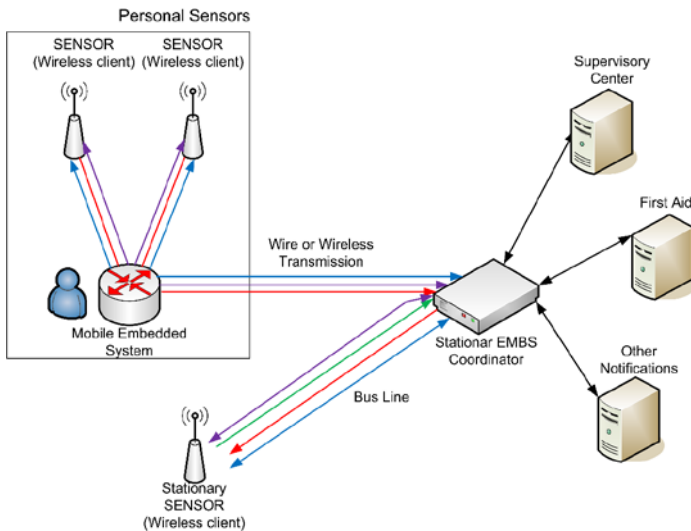 Personal Sensors
SENSOR
(Wireless client)
SENSOR
(Wireless client)
Supervisory
Center
First Aid
Wire or Wireless
Transmission
Mobile Embedded
System
Stationar EMBS
Coordinator
Other
Notifications
Bus Line
Stationary
SENSOR
(Wireless client)